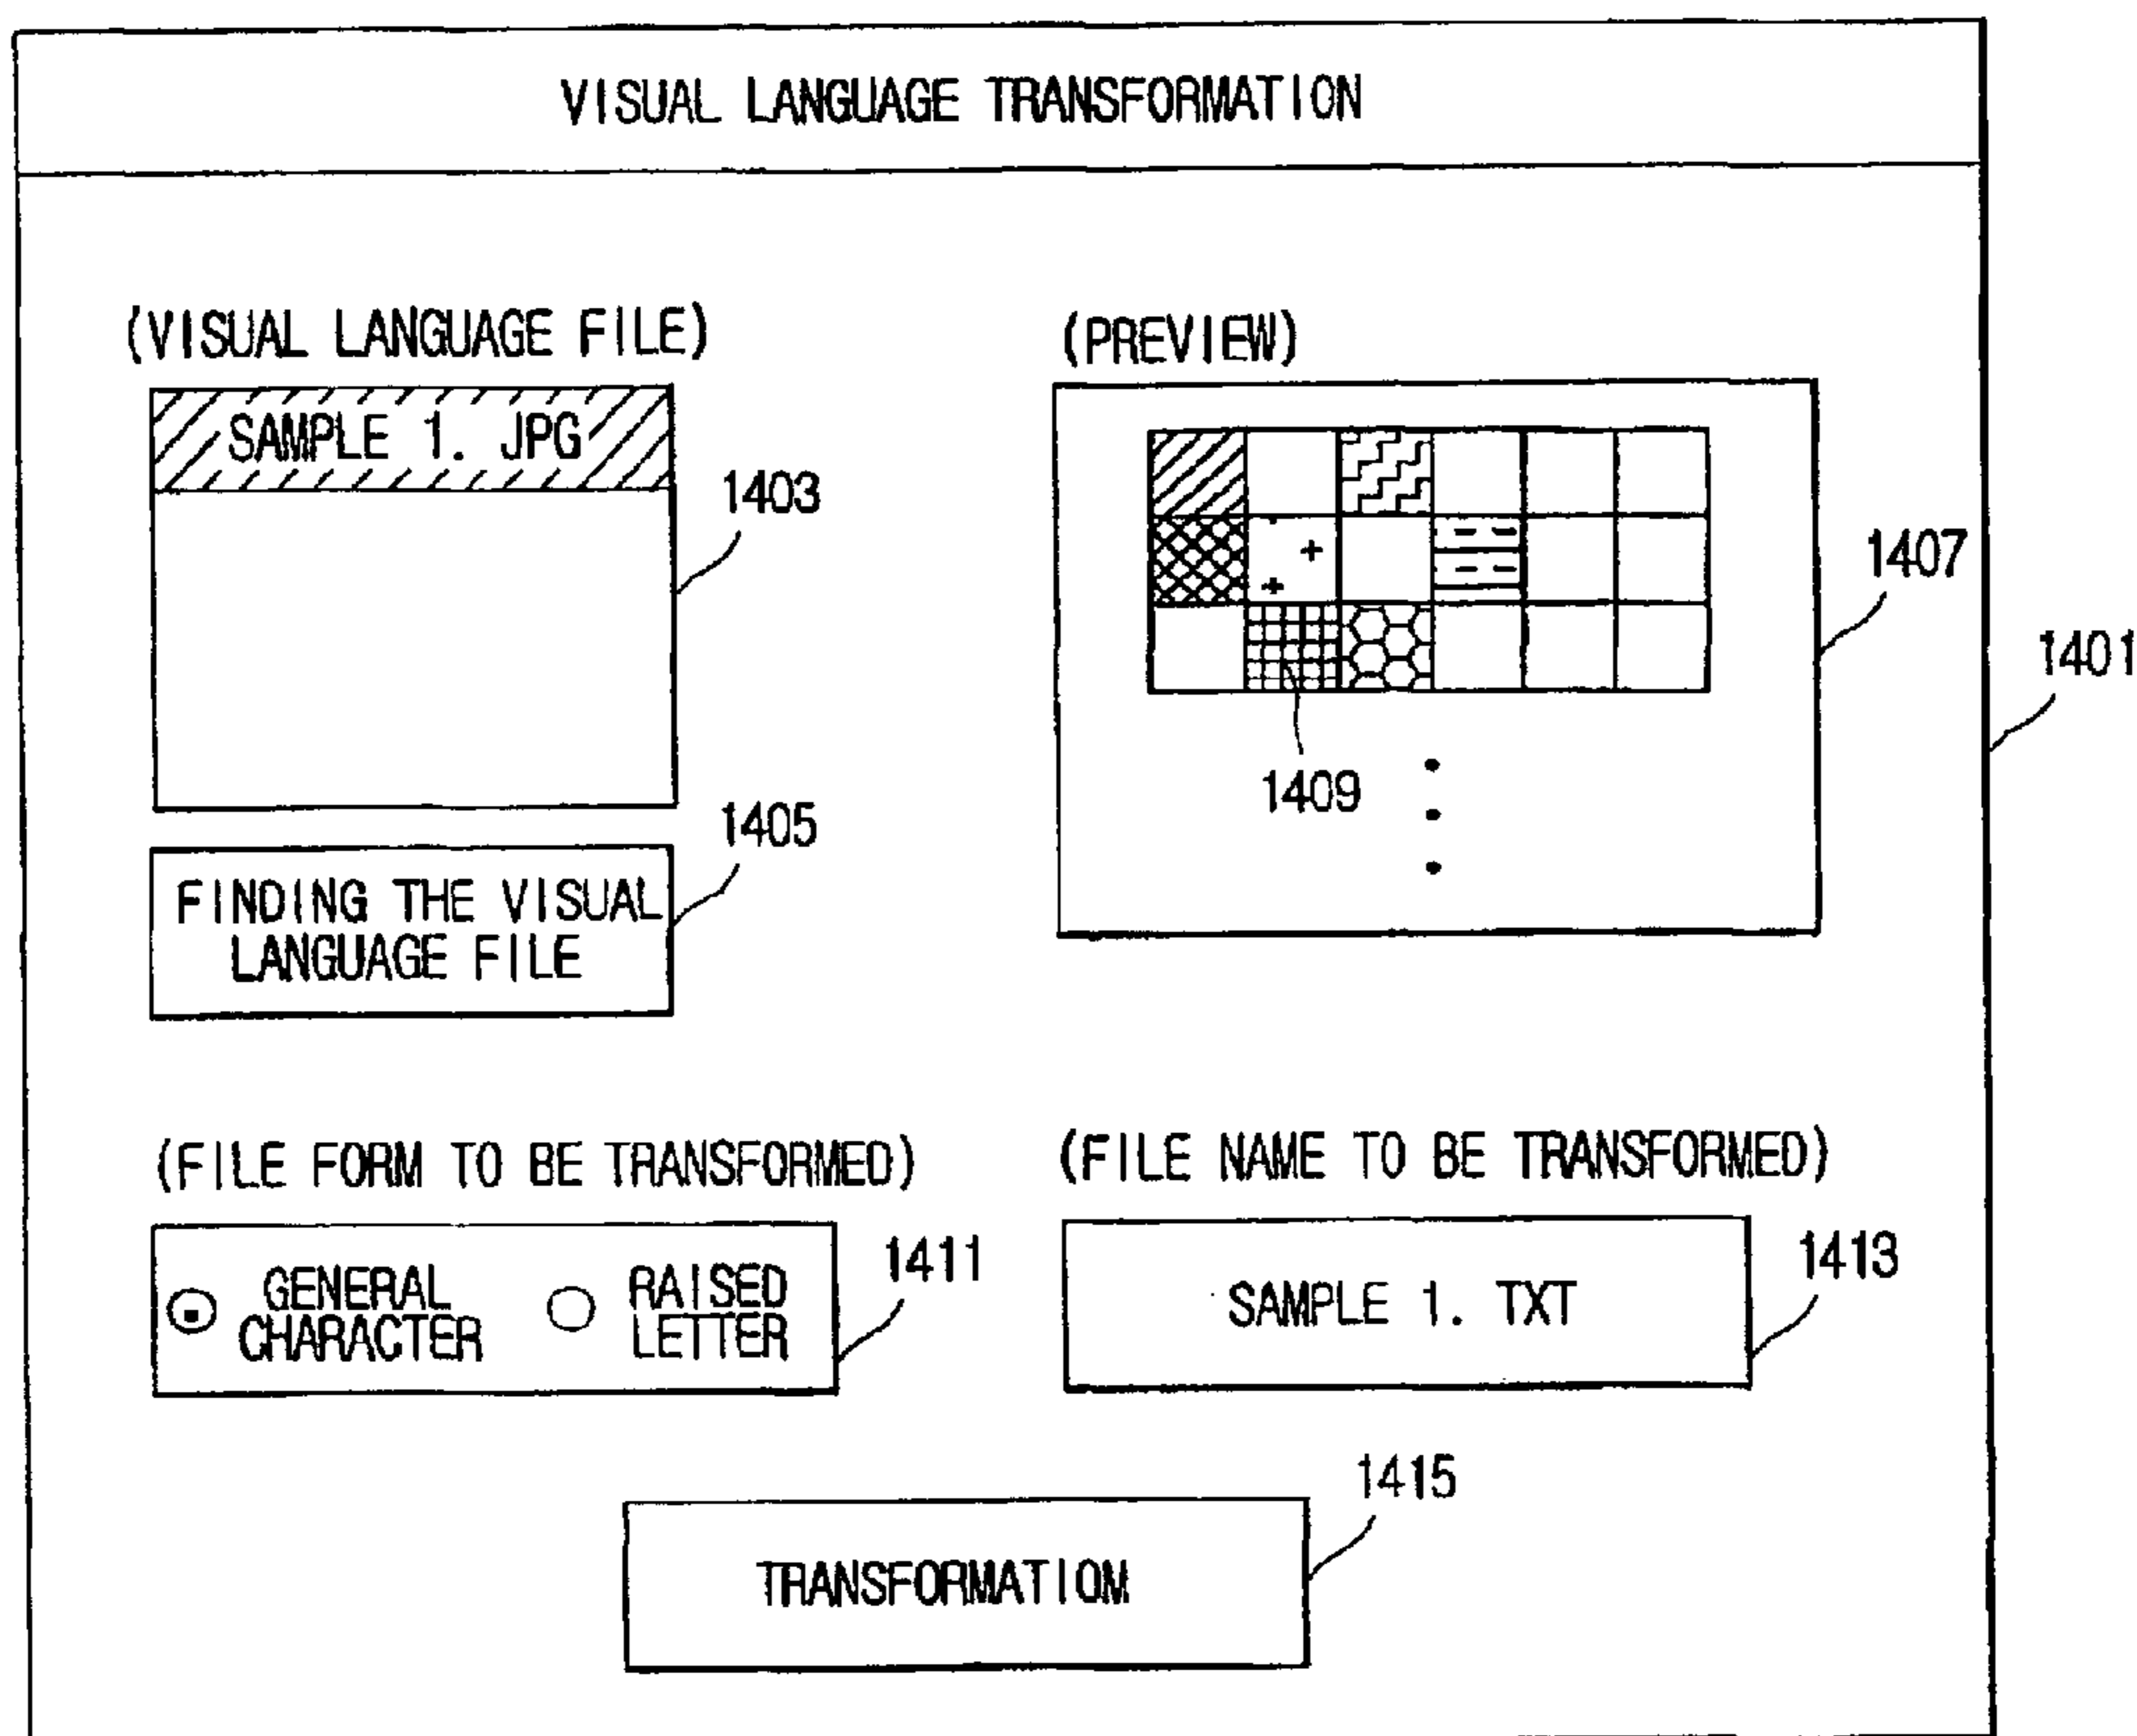 VISUAL LANGUAGE TRANSFORMATION
(VISUAL LANGUAGE FILE)
SAMPLE 1. JPG
1403
FINDING THE VISUAL
LANGUAGE FILE
1405
(PREVIEW)
1407
1409
1401
(FILE FORM TO BE TRANSFORMED)
GENERAL
CHARACTER
RAISED
LETTER
1411
(FILE NAME TO BE TRANSFORMED)
SAMPLE 1. TXT
1413
TRANSFORMATION
1415